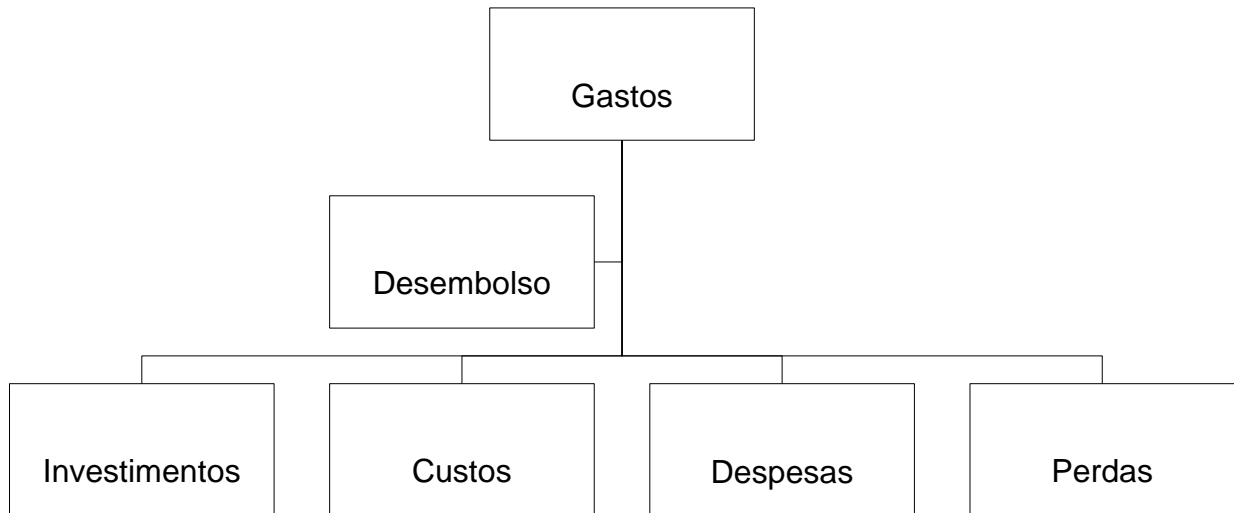 Gastos
Desembolso
Investimentos
Custos
Despesas
Perdas